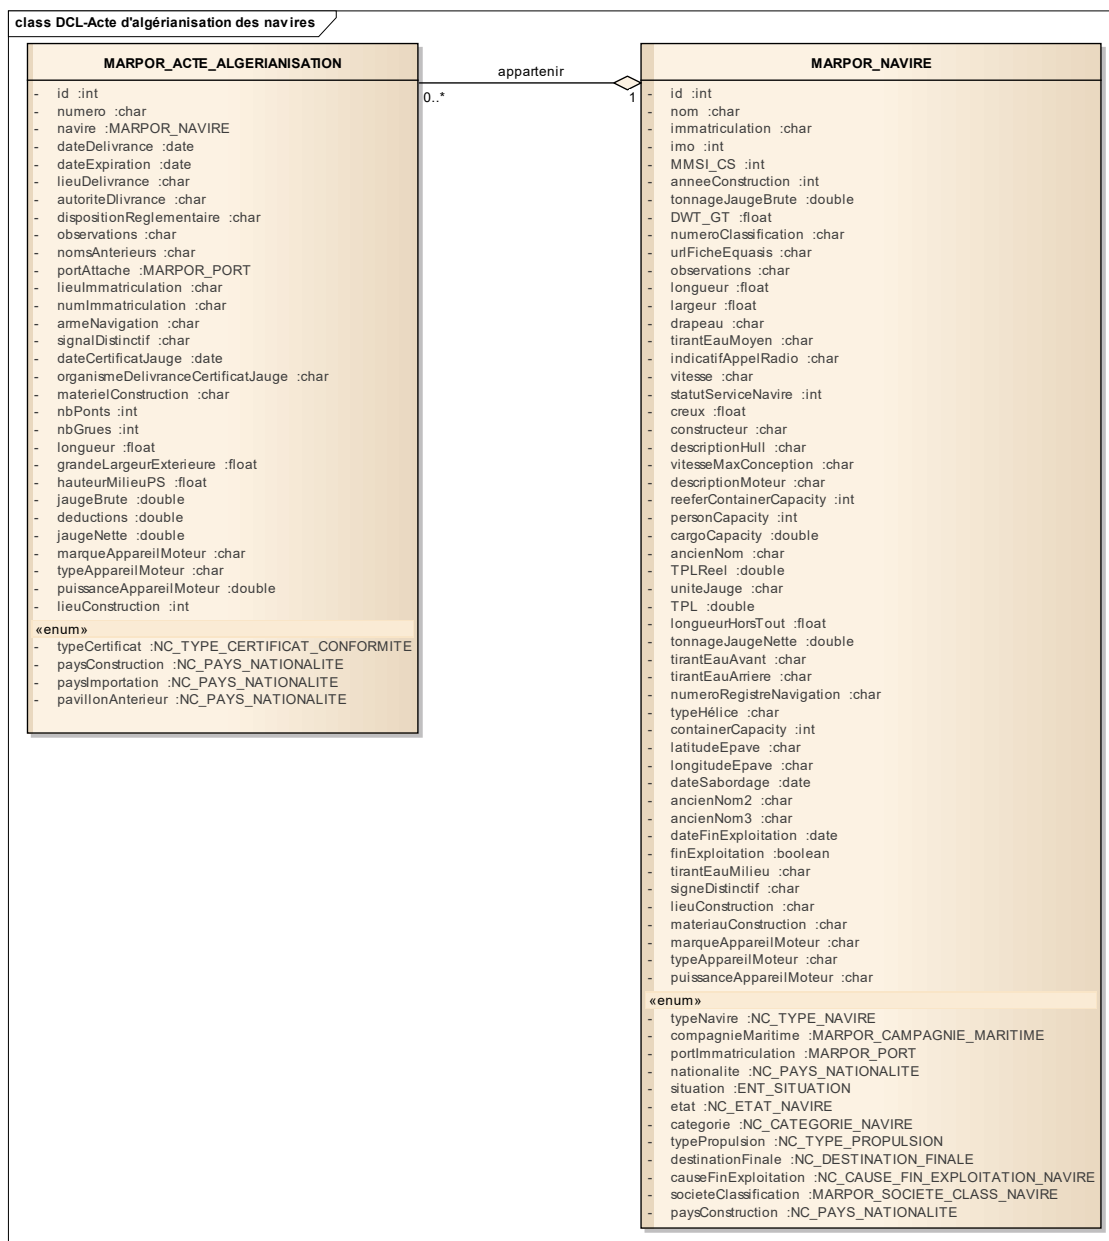 class DCL-Acte d'algérianisation des navires
MARPOR_ACTE_ALGERIANISATION
- id :int
- numero :char
- navire :MARPOR_NAVIRE
- dateDelivrance :date
- dateExpiration :date
- lieuDelivrance :char
- autoriteDlivrance :char
- dispositionReglementaire :char
- observations :char
- nomsAnterieurs :char
- portAttache :MARPOR_PORT
- lieuImmatriculation :char
- numImmatriculation :char
- armeNavigation :char
- signalDistinctif :char
- dateCertificatJauge :date
- organismeDelivranceCertificatJauge :char
- materielConstruction :char
- nbPonts :int
- nbGrues :int
- longueur :float
- grandeLargeurExterieure :float
- hauteurMilieuPS :float
- jaugeBrute :double
- deductions :double
- jaugeNette :double
- marqueAppareilMoteur :char
- typeAppareilMoteur :char
- puissanceAppareilMoteur :double
- lieuConstruction :int
«enum»
- typeCertificat :NC_TYPE_CERTIFICAT_CONFORMITE
- paysConstruction :NC_PAYS_NATIONALITE
- paysImportation :NC_PAYS_NATIONALITE
- pavillonAnterieur :NC_PAYS_NATIONALITE
appartenir
0..*
1
MARPOR_NAVIRE
- id :int
- nom :char
- immatriculation :char
- imo :int
- MMSI_CS :int
- anneeConstruction :int
- tonnageJaugeBrute :double
- DWT_GT :float
- numeroClassification :char
- urlFicheEquasis :char
- observations :char
- longueur :float
- largeur :float
- drapeau :char
- tirantEauMoyen :char
- indicatifAppelRadio :char
- vitesse :char
- statutServiceNavire :int
- creux :float
- constructeur :char
- descriptionHull :char
- vitesseMaxConception :char
- descriptionMoteur :char
- reeferContainerCapacity :int
- personCapacity :int
- cargoCapacity :double
- ancienNom :char
- TPLReel :double
- uniteJauge :char
- TPL :double
- longueurHorsTout :float
- tonnageJaugeNette :double
- tirantEauAvant :char
- tirantEauArriere :char
- numeroRegistreNavigation :char
- typeHélice :char
- containerCapacity :int
- latitudeEpave :char
- longitudeEpave :char
- dateSabordage :date
- ancienNom2 :char
- ancienNom3 :char
- dateFinExploitation :date
- finExploitation :boolean
- tirantEauMilieu :char
- signeDistinctif :char
- lieuConstruction :char
- materiauConstruction :char
- marqueAppareilMoteur :char
- typeAppareilMoteur :char
- puissanceAppareilMoteur :char
«enum»
- typeNavire :NC_TYPE_NAVIRE
- compagnieMaritime :MARPOR_CAMPAGNIE_MARITIME
- portImmatriculation :MARPOR_PORT
- nationalite :NC_PAYS_NATIONALITE
- situation :ENT_SITUATION
- etat :NC_ETAT_NAVIRE
- categorie :NC_CATEGORIE_NAVIRE
- typePropulsion :NC_TYPE_PROPULSION
- destinationFinale :NC_DESTINATION_FINALE
- causeFinExploitation :NC_CAUSE_FIN_EXPLOITATION_NAVIRE
- societeClassification :MARPOR_SOCIETE_CLASS_NAVIRE
- paysConstruction :NC_PAYS_NATIONALITE